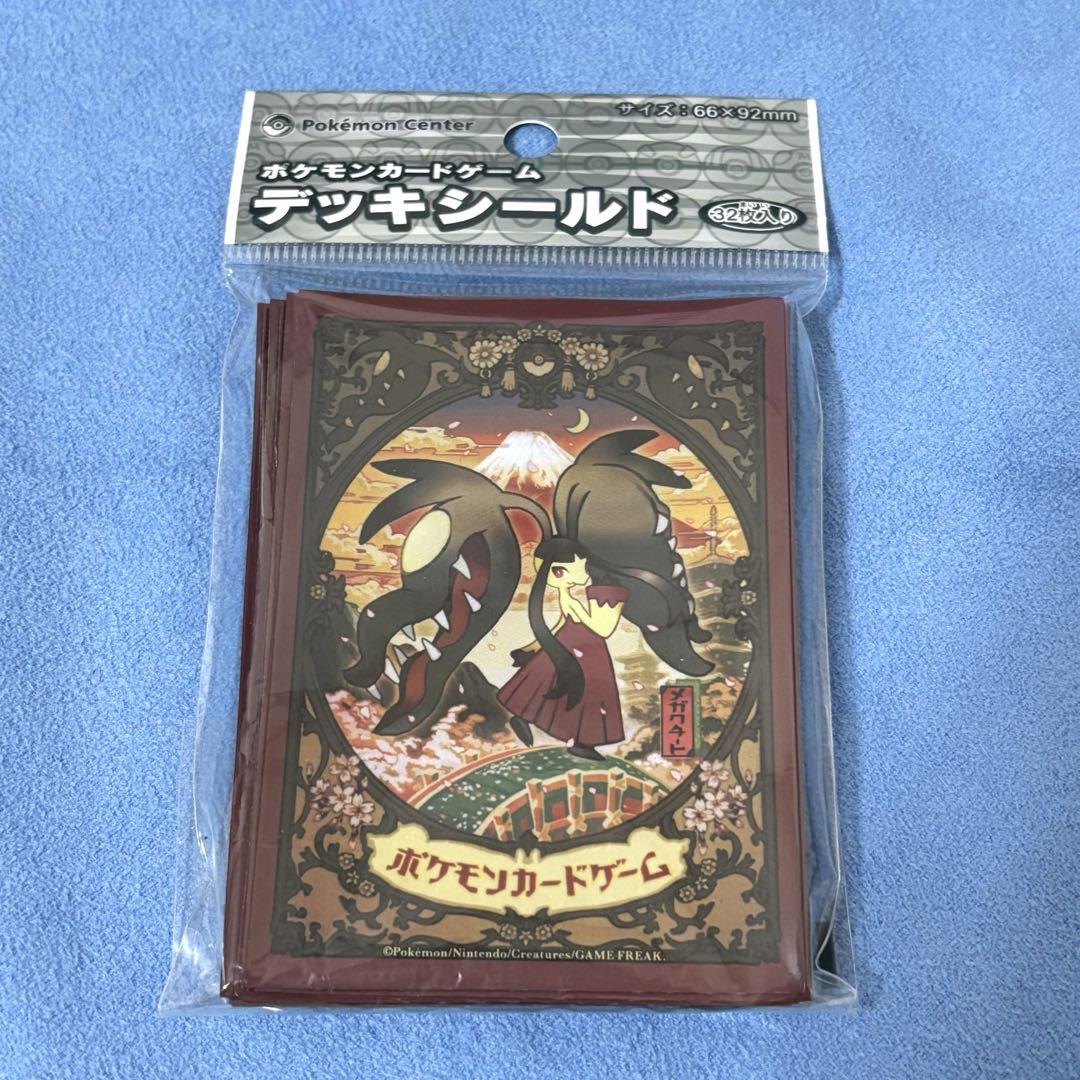 Pokémon Center
サイズ：66×92mm
ポケモンカードゲーム
デッキシールド
32枚入り
メガクチート
ポケモンカードゲーム
©Pokémon/Nintendo/Creatures/GAME FREAK.